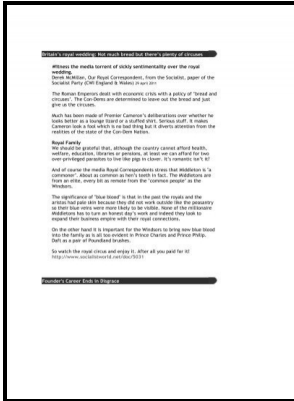 Britain's royal wedding: Not much bread but there's plenty of circuses
Witness the media torrent of sickly sentimentality over the royal
wedding.
Derek McMillan, Our Royal Correspondent, from the Socialist, paper of the
Socialist Party (CWI England & Wales) 29 April 2011
The Roman Emperors dealt with economic crisis with a policy of "bread and
circuses". The Con-Dems are determined to leave out the bread and just
give us the circuses.
Much has been made of Premier Cameron's deliberations over whether he
looks better as a lounge lizard or a stuffed shirt. Serious stuff. It makes
Cameron look a fool which is no bad thing but it diverts attention from the
realities of the state of the Con-Dem Nation.
Royal Family
We should be grateful that, although the country cannot afford health,
welfare, education, libraries or pensions, at least we can afford for two
over-privileged parasites to live like pigs in clover. It's romantic isn't it?
And of course the media Royal Correspondents stress that Middleton is "a
commoner". About as common as hen's teeth in fact. The Middletons are
from an elite, every bit as remote from the "common people" as the
Windsors.
The significance of "blue blood" is that in the past the royals and the
aristos had pale skin because they did not work outside like the peasantry
so their blue veins were more likely to be visible. None of the millionaire
Middletons has to turn an honest day's work and indeed they look to
expand their business empire with their royal connections.
On the other hand it is important for the Windsors to bring new blood
into the family as is all too evident in Prince Charles and Prince Philip.
Daft as a pair of Poundland brushes.
So watch the royal circus and enjoy it. After all you paid for it!
http://www.socialistworld.net/doc/5031
Founder's Career Ends in Disgrace